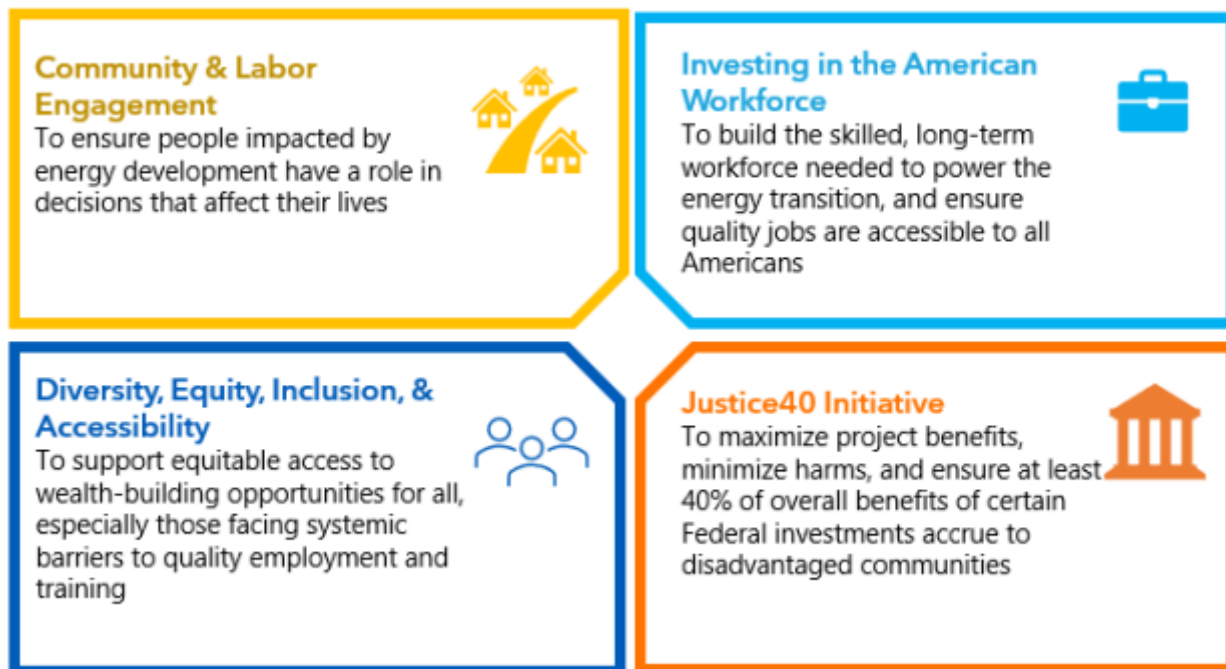 Community & Labor
Engagement
To ensure people impacted by
energy development have a role in
decisions that affect their lives
Investing in the American
Workforce
To build the skilled, long-term
workforce needed to power the
energy transition, and ensure
quality jobs are accessible to all
Americans
Diversity, Equity, Inclusion, &
Accessibility
To support equitable access to
wealth-building opportunities for all,
especially those facing systemic
barriers to quality employment and
training
Justice40 Initiative
To maximize project benefits,
minimize harms, and ensure at least
40% of overall benefits of certain
Federal investments accrue to
disadvantaged communities